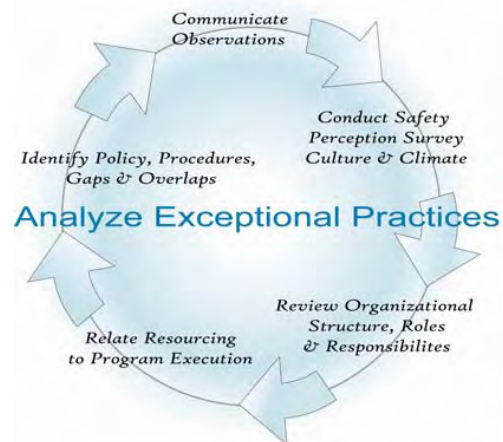 Communicate
Observations
Conduct Safety
Perception Survey
Culture & Climate
Identify Policy, Procedures,
Gaps & Overlaps
Analyze Exceptional Practices
Review Organizational
Structure, Roles
& Responsibilites
Relate Resourcing
to Program Execution